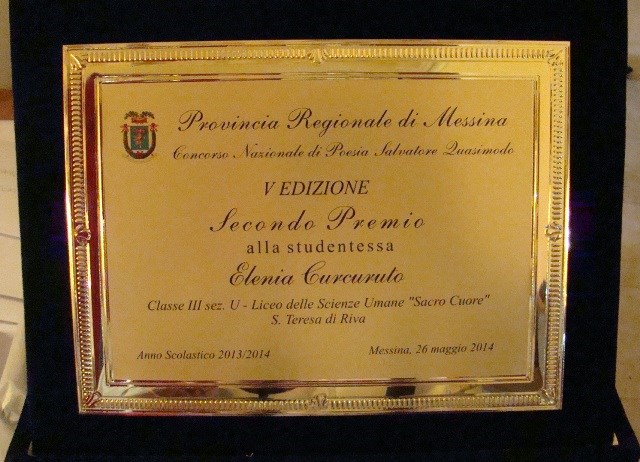 Provincia Regionale di Messina
Concorso Nazionale di Poesia Salvatore Quasimodo
V EDIZIONE
Secondo Premio
alla studentessa
Elenia Curcuruto
Classe III sez. U - Liceo delle Scienze Umane "Sacro Cuore"
S. Teresa di Riva
Anno Scolastico 2013/2014 Messina, 26 maggio 2014